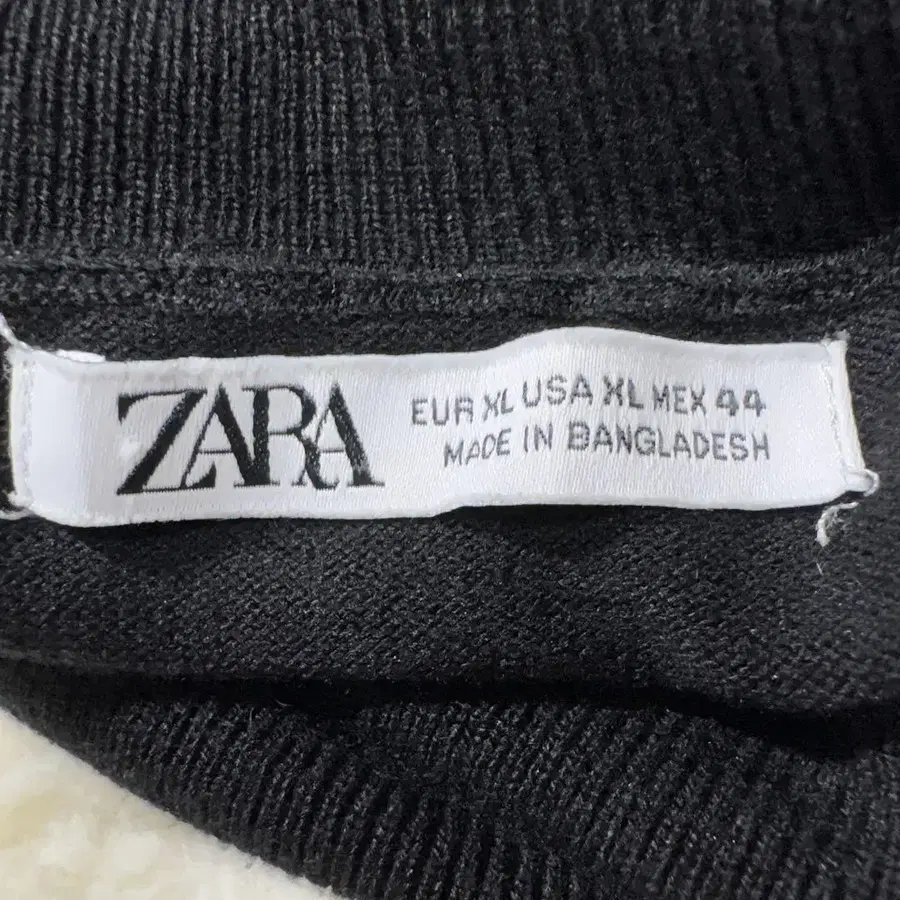 ZARA
EUR XL USA XL MEX 44
MADE IN BANGLADESH